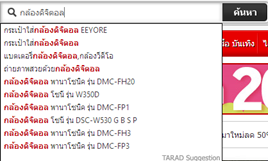 กล้องดิจิตอล
ค้นหา
กระเป๋าใส่กล้องดิจิตอล EEYORE
กระเป๋าใส่กล้องดิจิตอล
แบตเตอรี่กล้องดิจิตอล,กล้องวีดีโอ
ถ่ายภาพสวยด้วยกล้องดิจิตอล
กล้องดิจิตอล พานาโซนิค รุ่น DMC-FH20
กล้องดิจิตอล โซนี่ รุ่น W350D
กล้องดิจิตอล พานาโซนิค รุ่น DMC-FP1
กล้องดิจิตอล โซนี่ รุ่น DSC-W530 G B S P
กล้องดิจิตอล พานาโซนิค รุ่น DMC-FH3
กล้องดิจิตอล พานาโซนิค รุ่น DMC-FP3
TARAD Suggestion
มือ บันเทิง
20
มาใหม่ลด 50%